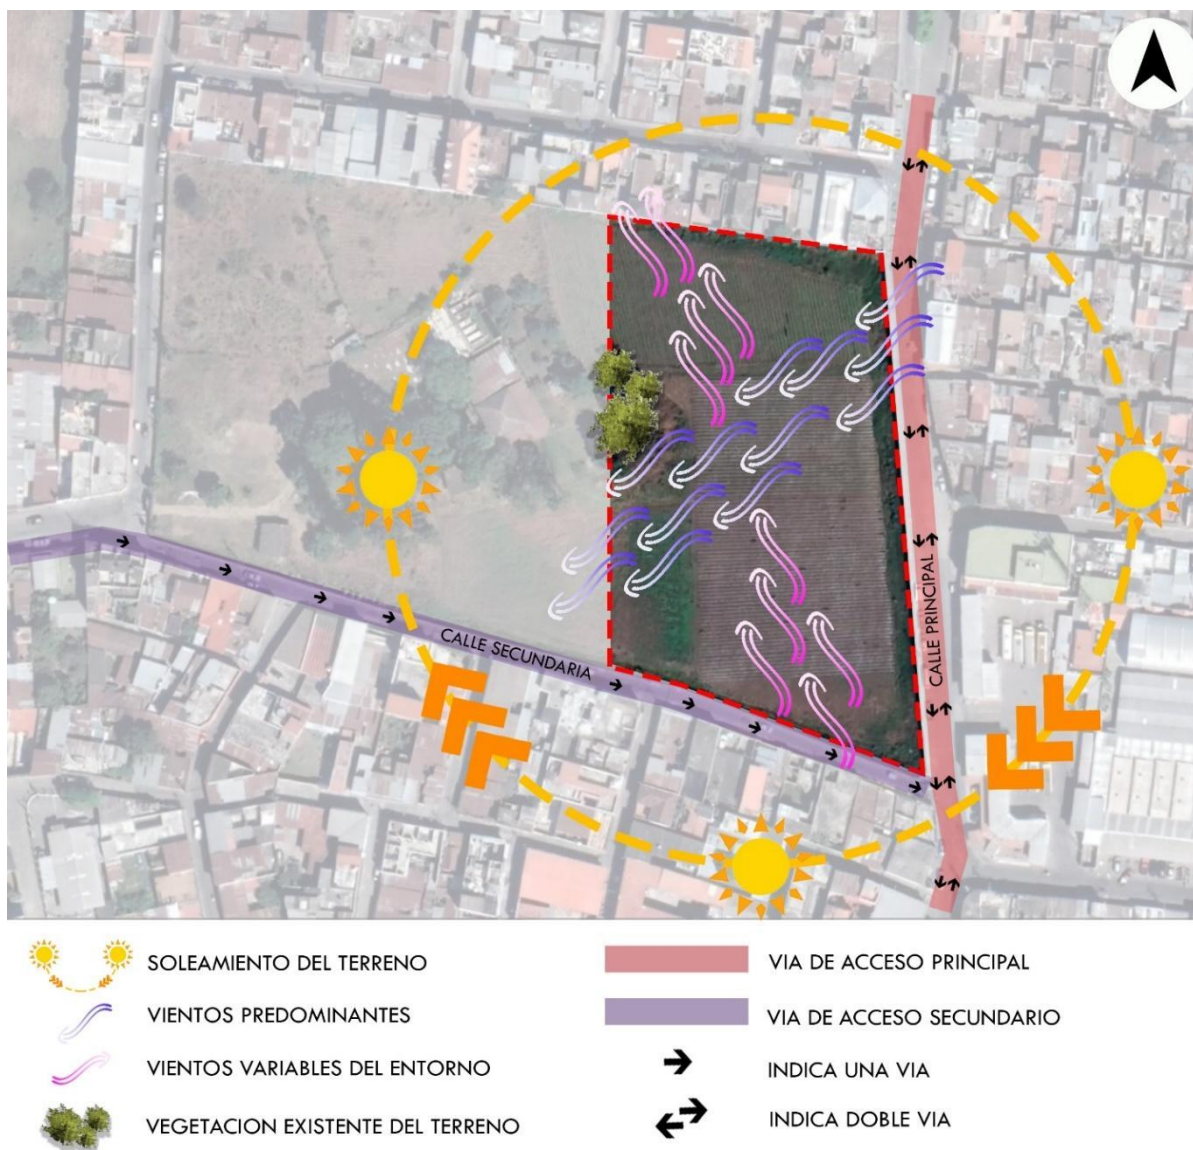 CALLE SECUNDARIA
CALLE PRINCIPAL
SOLEAMIENTO DEL TERRENO
VIENTOS PREDOMINANTES
VIENTOS VARIABLES DEL ENTORNO
VEGETACION EXISTENTE DEL TERRENO
VIA DE ACCESO PRINCIPAL
VIA DE ACCESO SECUNDARIO
INDICA UNA VIA
INDICA DOBLE VIA